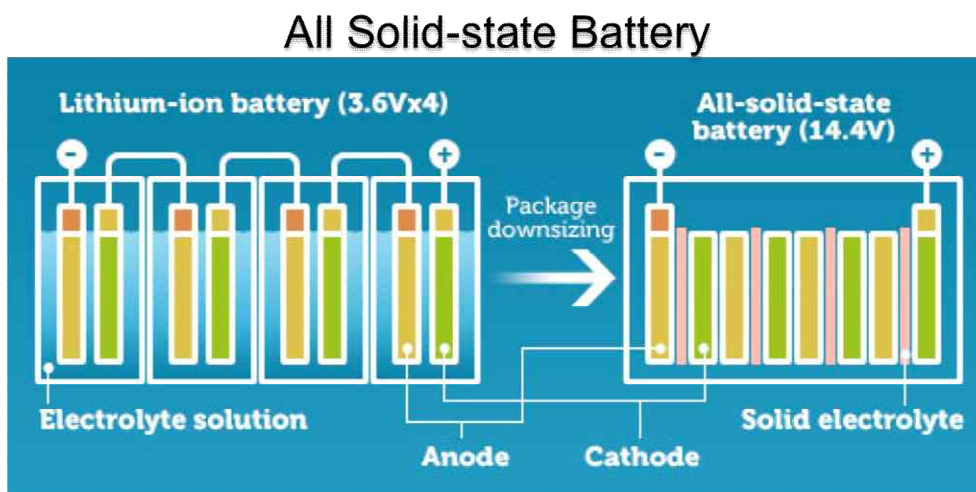 All Solid-state Battery
Lithium-ion battery (3.6Vx4)
All-solid-state
battery (14.4V)
-
+
-
+
Package
downsizing
Electrolyte solution
Solid electrolyte
Anode
Cathode